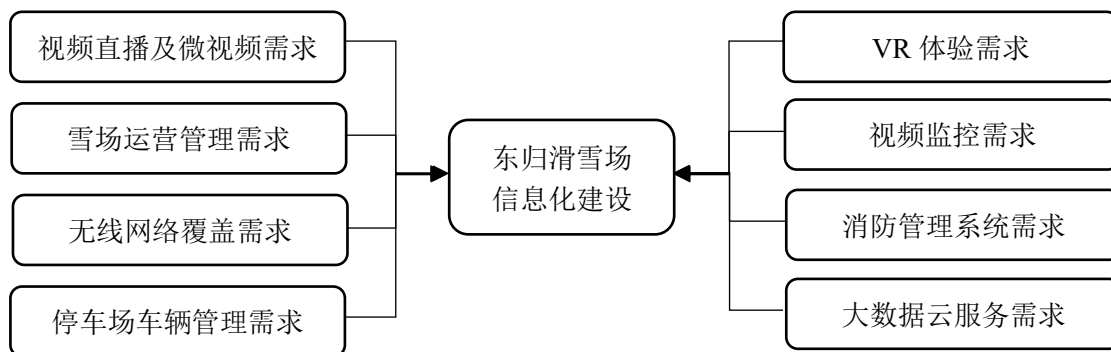 视频直播及微视频需求
雪场运营管理需求
无线网络覆盖需求
停车场车辆管理需求
东归滑雪场
信息化建设
VR 体验需求
视频监控需求
消防管理系统需求
大数据云服务需求